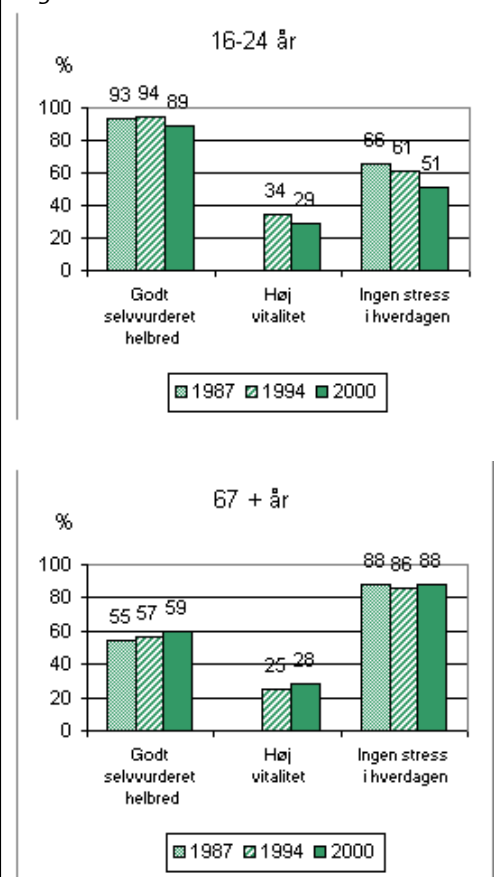 16-24 år
%
93 94 89
66 61 51
34 29
100
80
60
40
20
0
Godt selvvurderet helbred
Høj vitalitet
Ingen stress i hverdagen
1987 1994 2000
67 + år
%
88 86 88
55 57 59
25 28
100
80
60
40
20
0
Godt selvvurderet helbred
Høj vitalitet
Ingen stress i hverdagen
1987 1994 2000